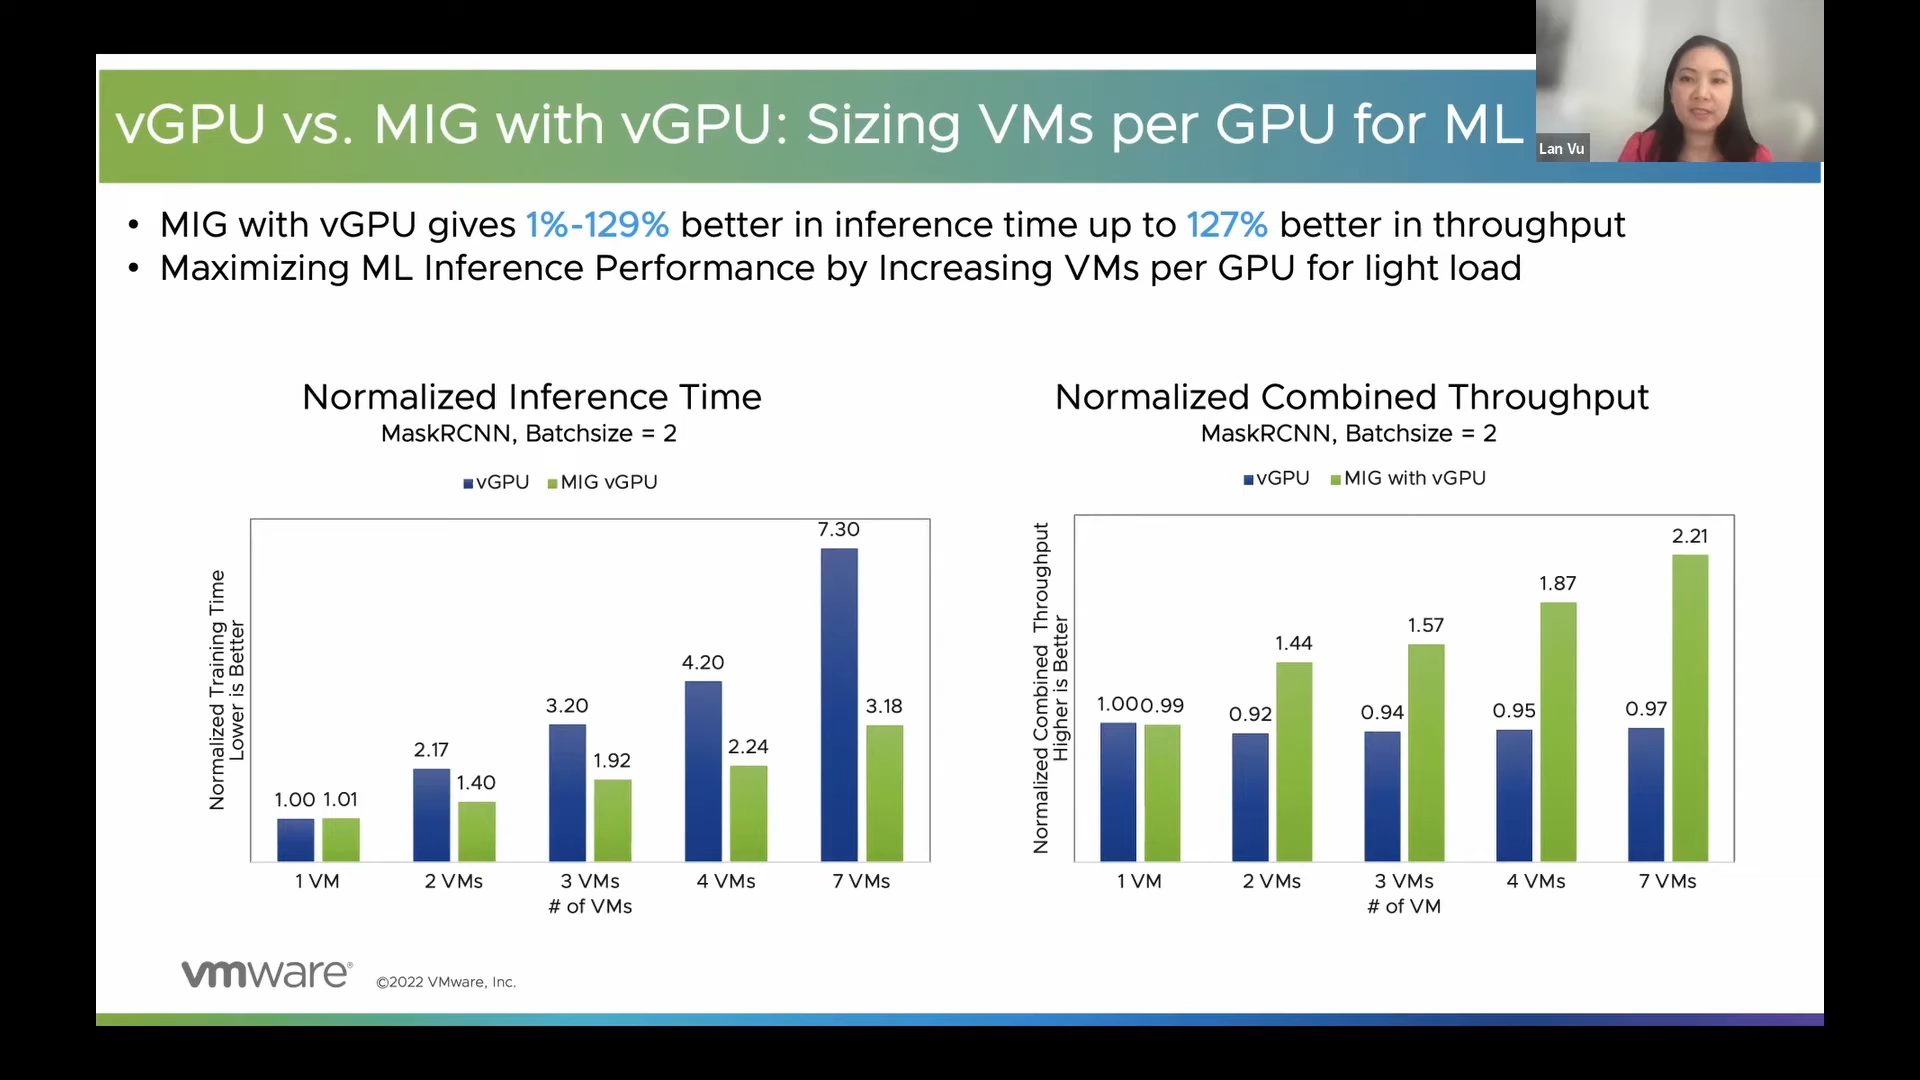 vGPU vs. MIG with vGPU: Sizing VMs per GPU for ML
Lan Vu
• MIG with vGPU gives 1%-129% better in inference time up to 127% better in throughput
• Maximizing ML Inference Performance by Increasing VMs per GPU for light load
Normalized Inference Time
MaskRCNN, Batchsize = 2
vGPU MIG vGPU
Normalized Training Time
Lower is Better
1.00 1.01
2.17 1.40
3.20 1.92
4.20 2.24
7.30 3.18
1 VM 2 VMs 3 VMs 4 VMs 7 VMs
# of VMs
Normalized Combined Throughput
MaskRCNN, Batchsize = 2
vGPU MIG with vGPU
Normalized Combined Throughput
Higher is Better
1.00 0.99
0.92 1.44
0.94 1.57
0.95 1.87
0.97 2.21
1 VM 2 VMs 3 VMs 4 VMs 7 VMs
# of VM
vmware®
©2022 VMware, Inc.